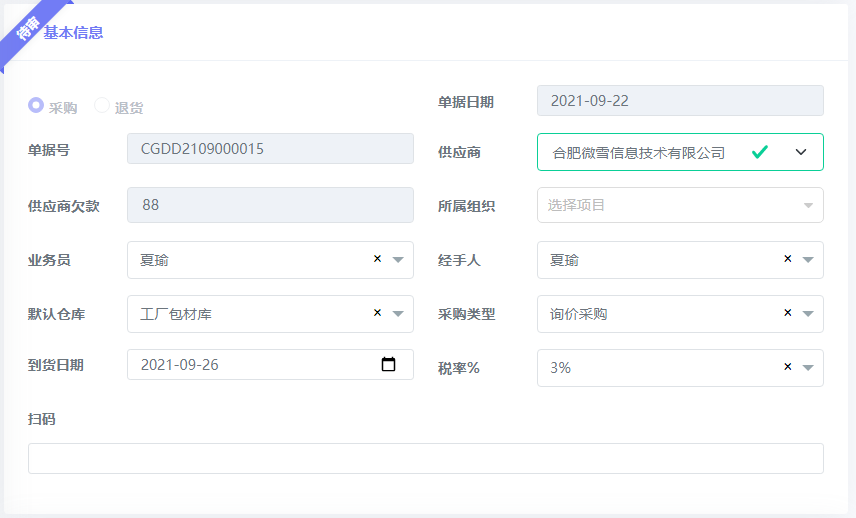 待审
基本信息
采购 退货
单据日期 2021-09-22
单据号 CGDD2109000015
供应商 合肥微雪信息技术有限公司
供应商欠款 88
所属组织 选择项目
业务员 夏瑜 ×
经手人 夏瑜 ×
默认仓库 工厂包材库 ×
采购类型 询价采购 ×
到货日期 2021-09-26
税率% 3% ×
扫码